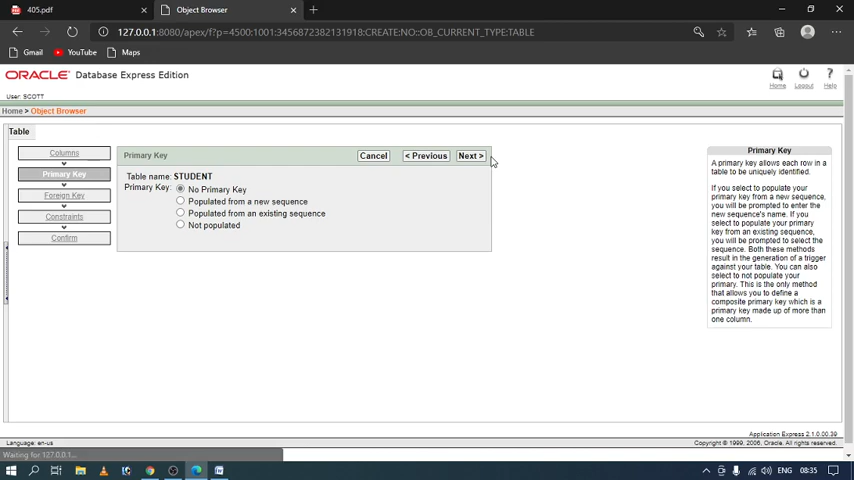 405.pdf
Object Browser
127.0.0.1:8080/apex/f?p=4500:1001:3456872382131918:CREATE:NO::OB_CURRENT_TYPE:TABLE
Gmail
YouTube
Maps
ORACLE Database Express Edition
User: SCOTT
Home
Logout
Help
Home > Object Browser
Table
Columns
Primary Key
Foreign Key
Constraints
Confirm
Primary Key
Cancel
< Previous
Next >
Table name: STUDENT
Primary Key: No Primary Key
Populated from a new sequence
Populated from an existing sequence
Not populated
Primary Key
A primary key allows each row in a
table to be uniquely identified.
If you select to populate your
primary key from a new sequence,
you will be prompted to enter the
new sequence's name. If you
select to populate your primary
key from an existing sequence,
you will be prompted to select the
sequence. Both these methods
result in the generation of a trigger
against your table. You can also
select to not populate your
primary. This is the only method
that allows you to define a
composite primary key which is a
primary key made up of more than
one column.
Application Express 2.1.0.00.39
Language: en-us
Copyright © 1999, 2006, Oracle. All rights reserved.
Waiting for 127.0.0.1...
ENG
08:35